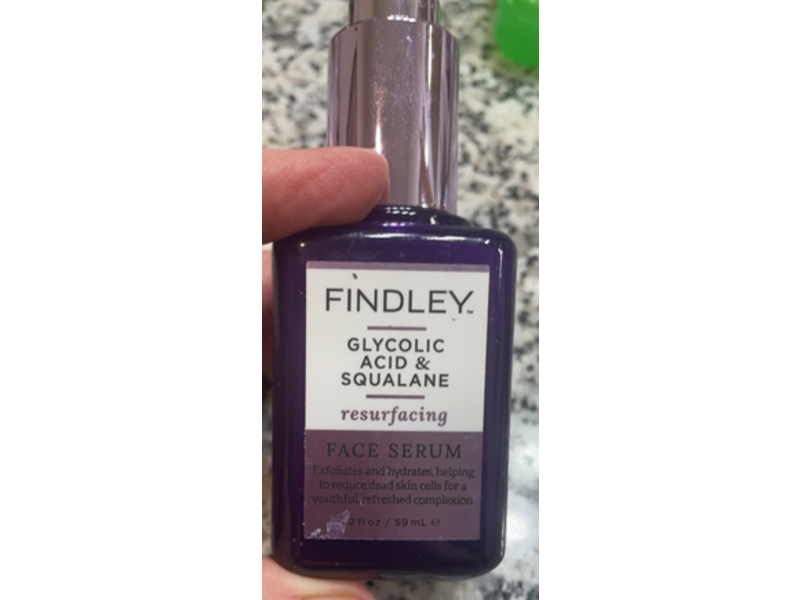 FINDLEY™
GLYCOLIC
ACID &
SQUALANE
resurfacing
FACE SERUM
Exfoliates and hydrates, helping
to reduce dead skin cells for a
youthful, refreshed complexion
2 fl oz / 59 mL ℮